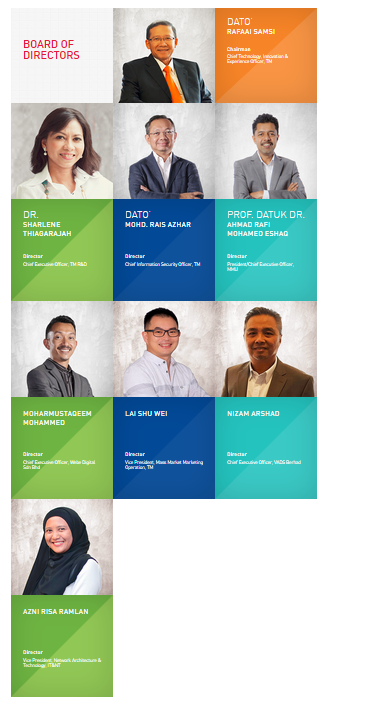 BOARD OF
DIRECTORS
DATO'
RAFAAI SAMSI
Chairman
Chief Technology, Innovation &
Experience Officer, TM
DR.
SHARLENE
THIAGARAJAH
Director
Chief Executive Officer, TM R&D
DATO'
MOHD. RAIS AZHAR
Director
Chief Information Security Officer, TM
PROF. DATUK DR.
AHMAD RAFI
MOHAMED ESHAQ
Director
President/Chief Executive Officer,
MMU
MOHARMUSTAQEEM
MOHAMMED
Director
Chief Executive Officer, Webe Digital
Sdn Bhd
LAI SHU WEI
Director
Vice President, Mass Market Marketing
Operation, TM
NIZAM ARSHAD
Director
Chief Executive Officer, VADS Berhad
AZNI RISA RAMLAN
Director
Vice President, Network Architecture &
Technology, IT&NT